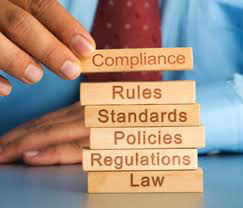 Compliance
Rules
Standards
Policies
Regulations
Law